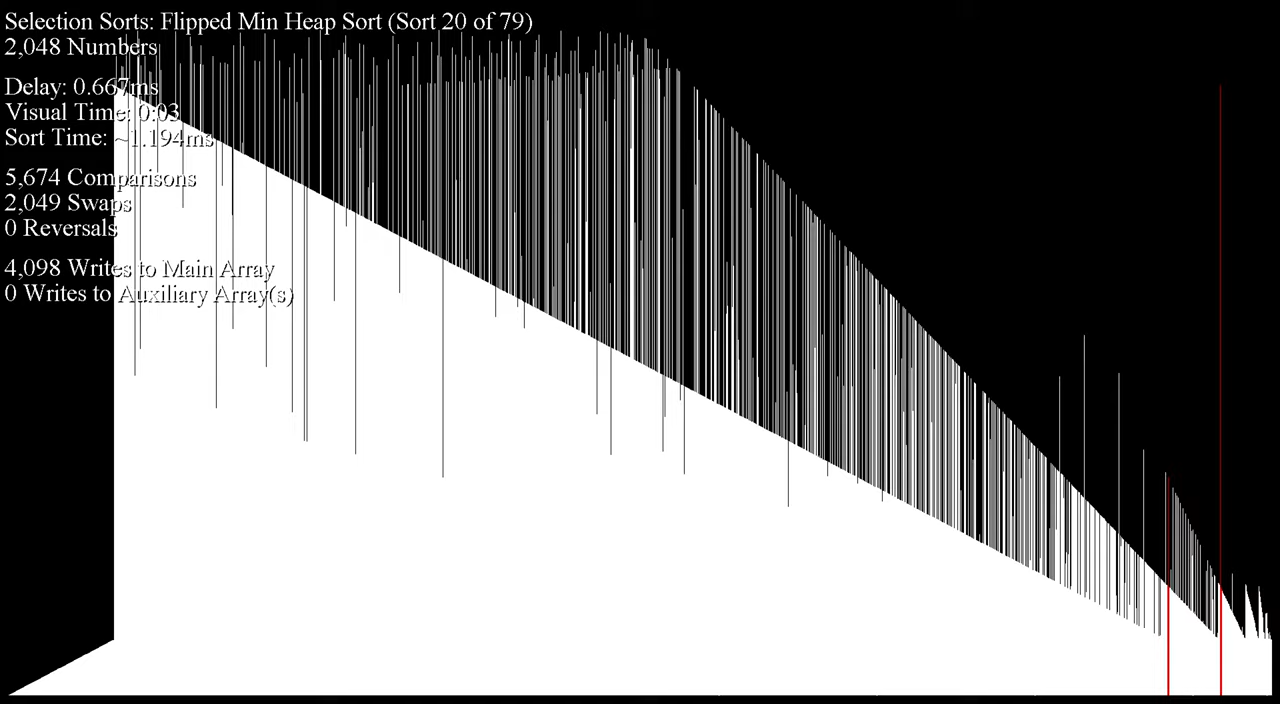 Selection Sorts: Flipped Min Heap Sort (Sort 20 of 79)
2,048 Numbers
Delay: 0.667ms
Visual Time: 0:03
Sort Time: ~1.194ms
5,674 Comparisons
2,049 Swaps
0 Reversals
4,098 Writes to Main Array
0 Writes to Auxiliary Array(s)